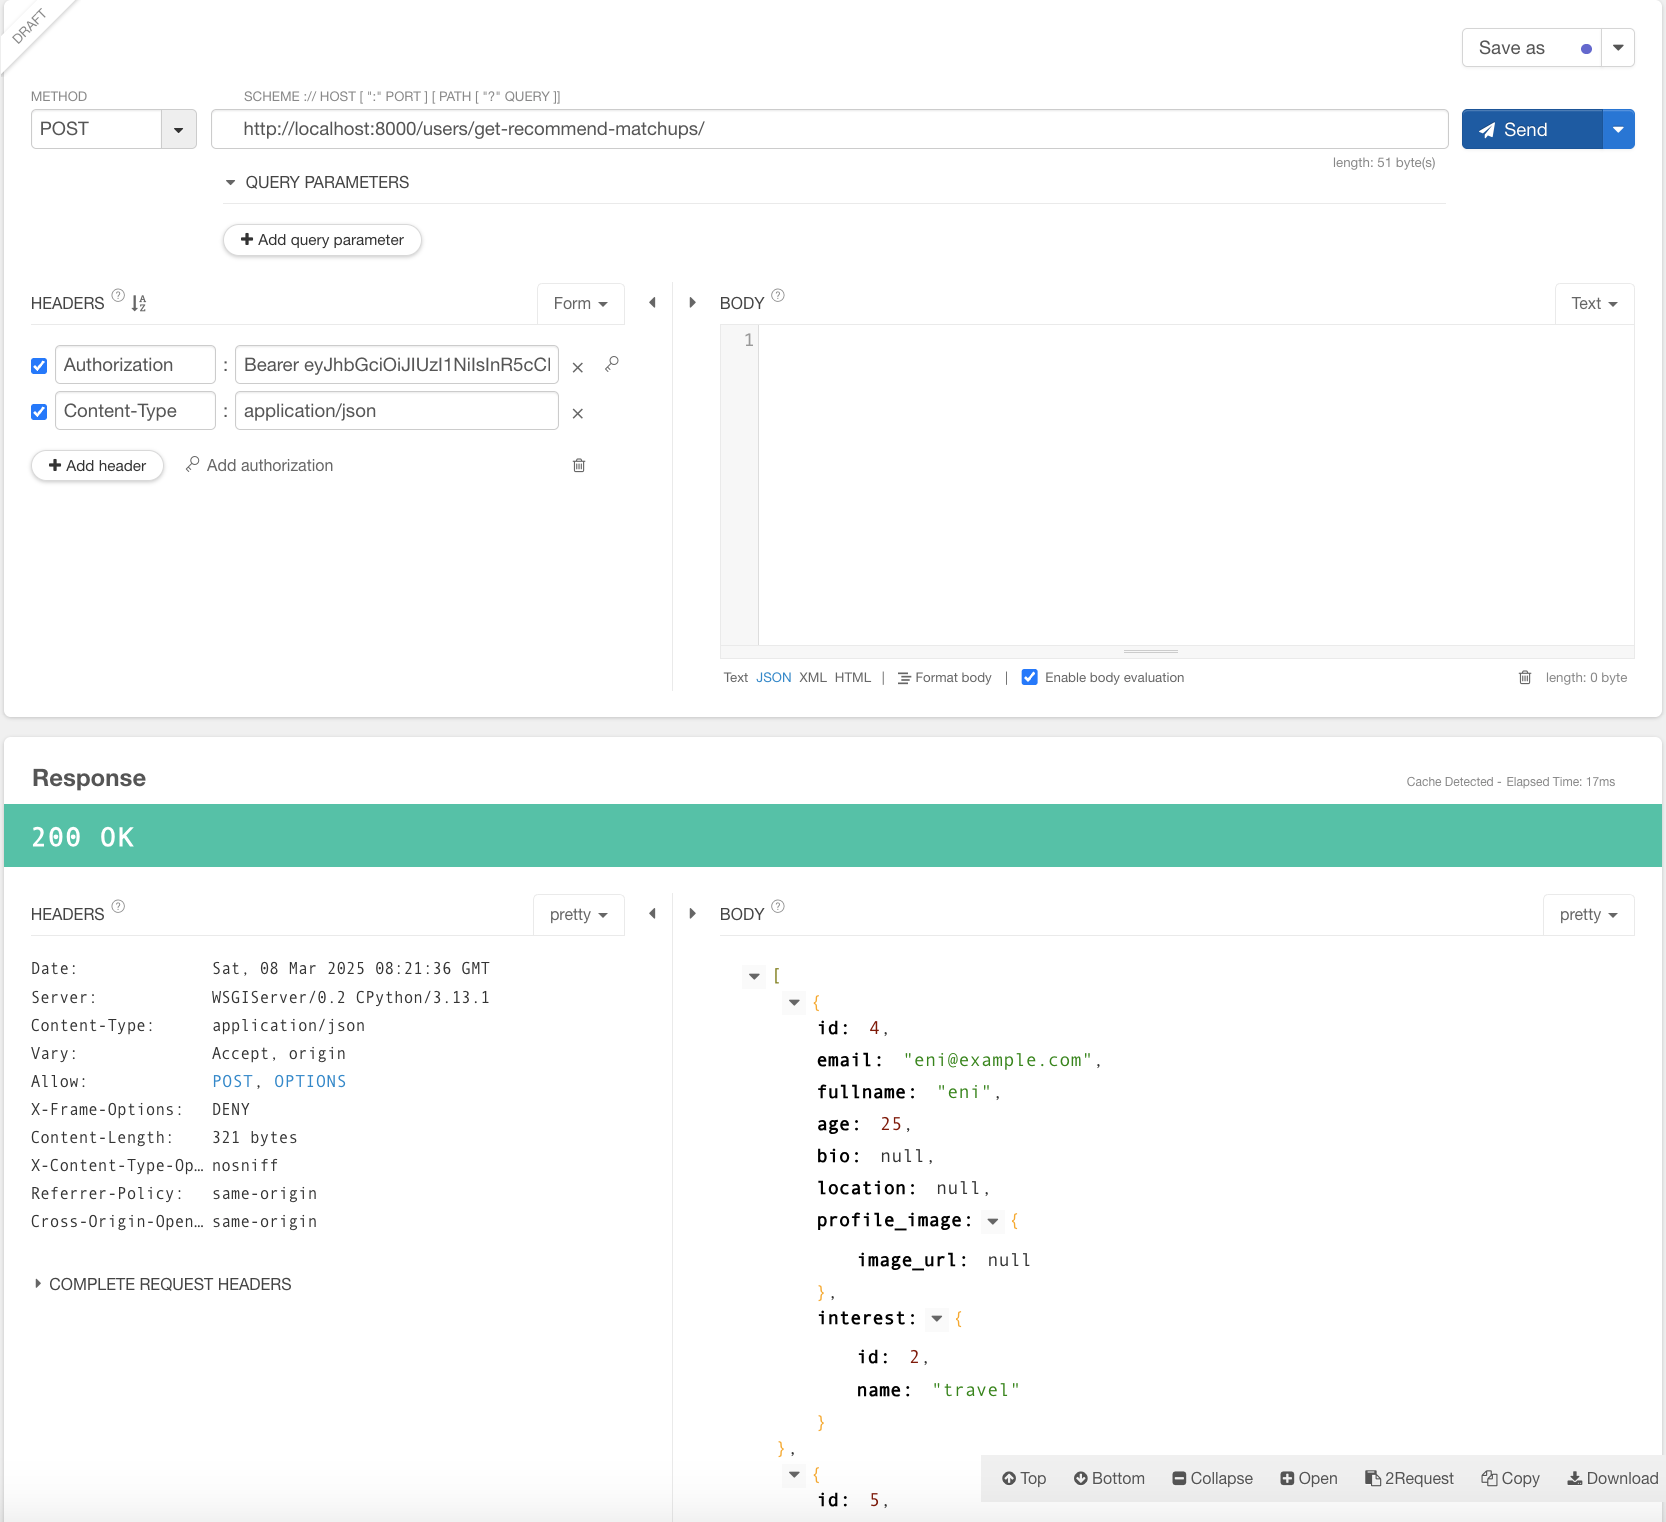 DRAFT
Save as
METHOD
SCHEME :// HOST [ ":" PORT ] [ PATH [ "?" QUERY ]]
POST
http://localhost:8000/users/get-recommend-matchups/
Send
length: 51 byte(s)
QUERY PARAMETERS
Add query parameter
HEADERS ?
Form
BODY ?
Text
1
Authorization : Bearer eyJhbGciOiJIUzI1NiIsInR5cCI
Content-Type : application/json
Add header
Add authorization
Text JSON XML HTML | Format body | Enable body evaluation
length: 0 byte
Response
Cache Detected - Elapsed Time: 17ms
200 OK
HEADERS ?
pretty
Date: Sat, 08 Mar 2025 08:21:36 GMT
Server: WSGIServer/0.2 CPython/3.13.1
Content-Type: application/json
Vary: Accept, origin
Allow: POST, OPTIONS
X-Frame-Options: DENY
Content-Length: 321 bytes
X-Content-Type-Op… nosniff
Referrer-Policy: same-origin
Cross-Origin-Open… same-origin
COMPLETE REQUEST HEADERS
BODY ?
pretty
[
{
id: 4,
email: "eni@example.com",
fullname: "eni",
age: 25,
bio: null,
location: null,
profile_image: {
image_url: null
},
interest: {
id: 2,
name: "travel"
}
},
{
id: 5,
Top Bottom Collapse Open 2Request Copy Download